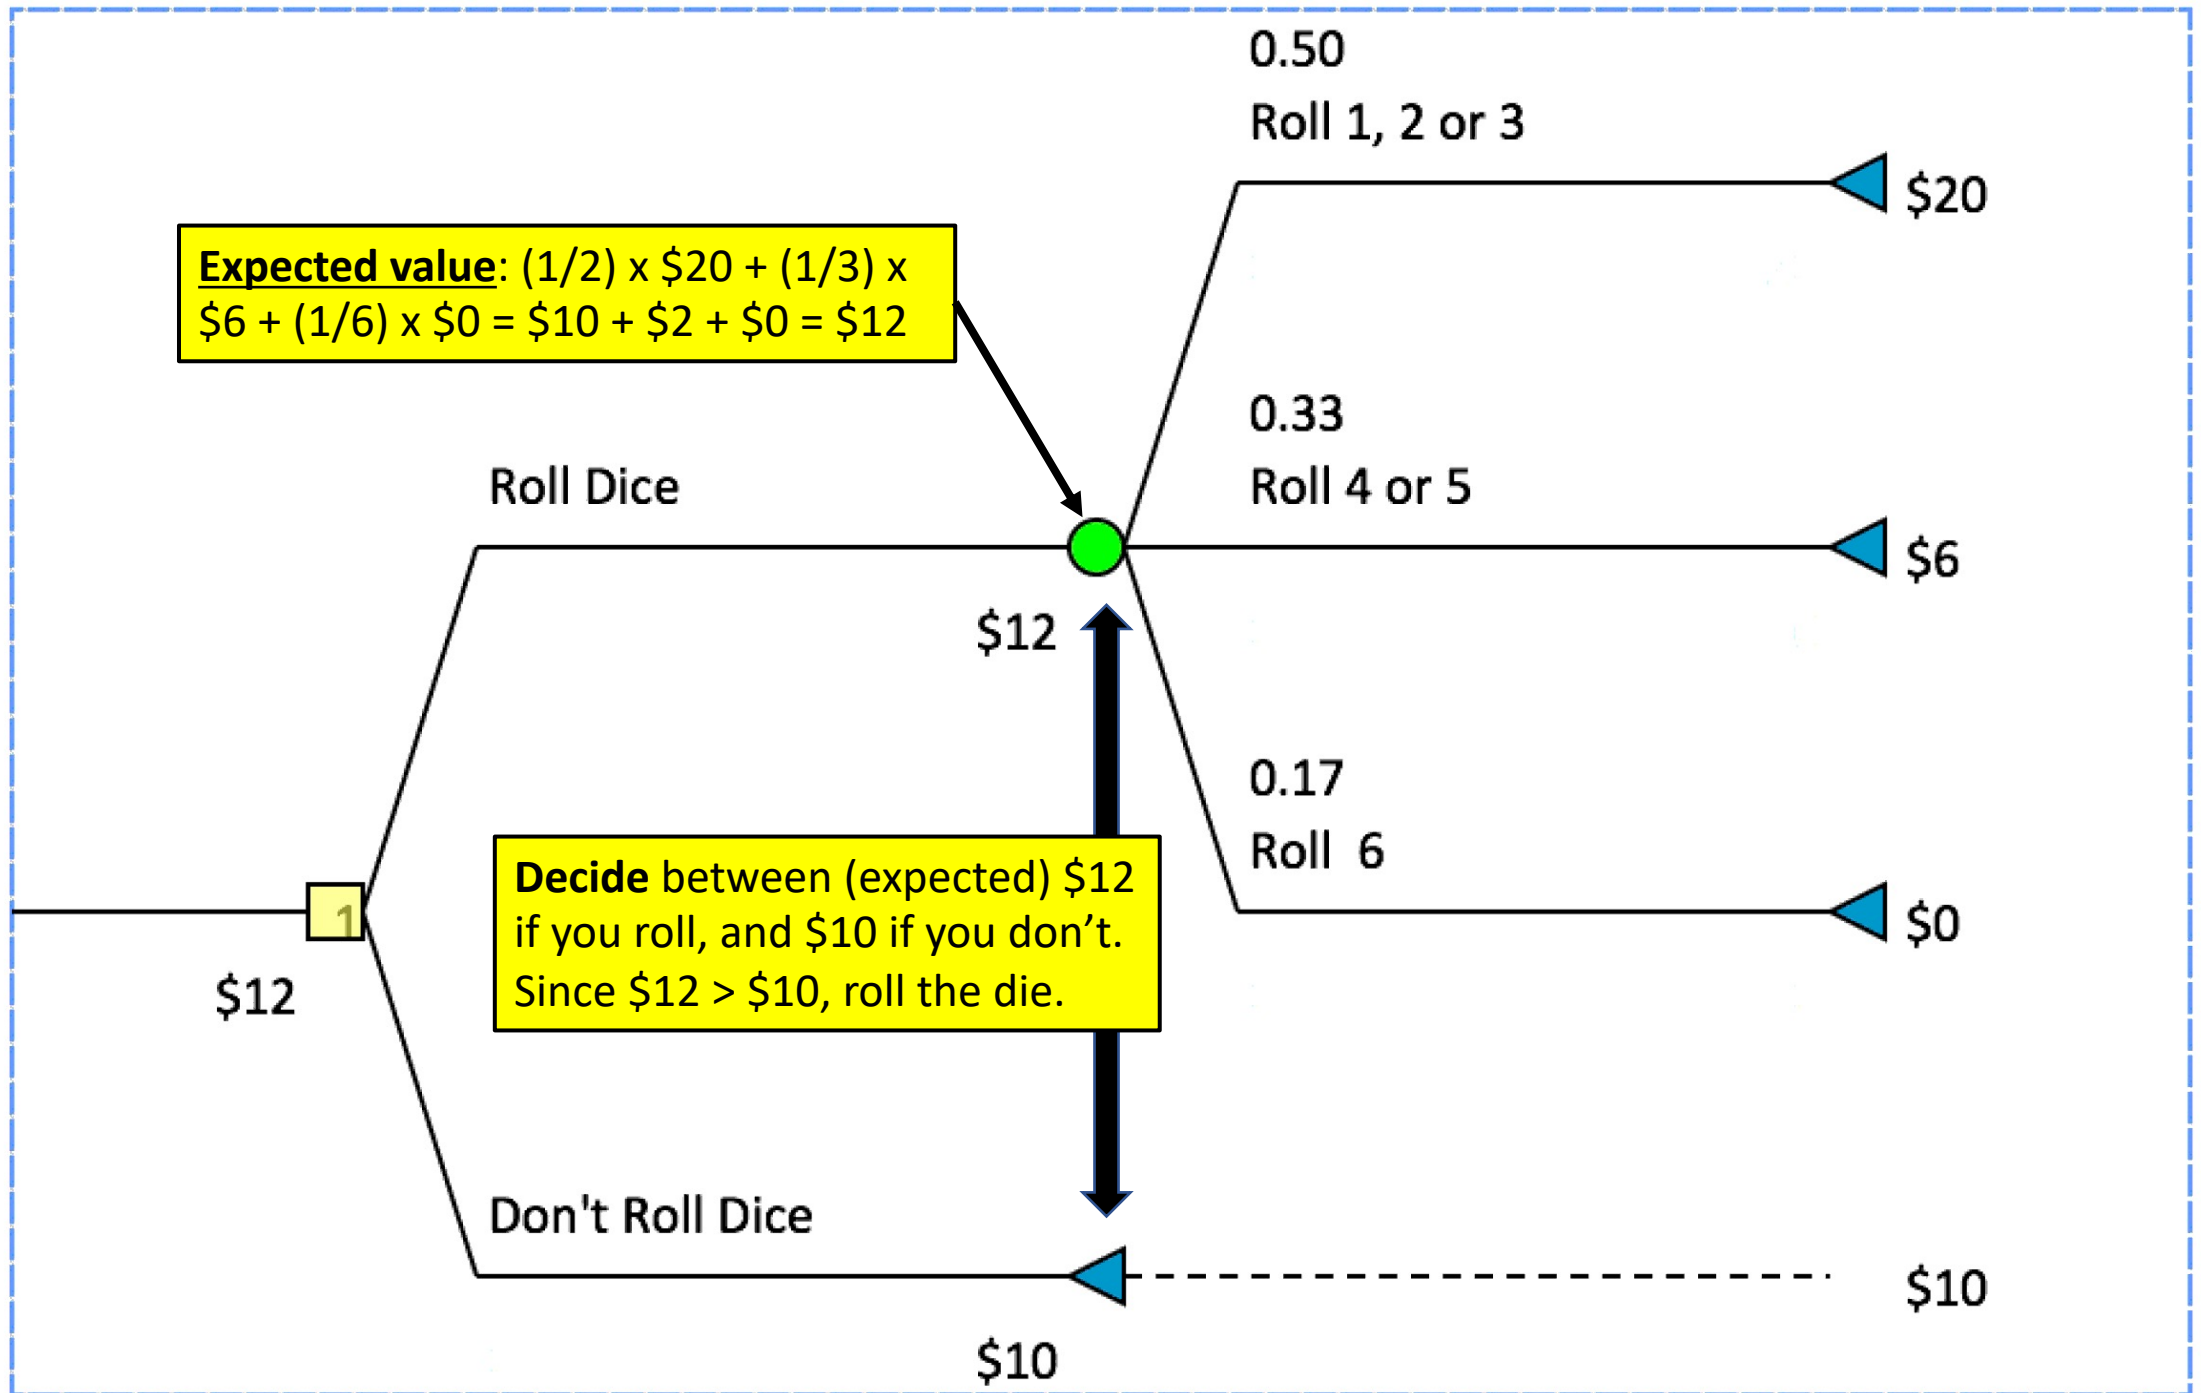 0.50
Roll 1, 2 or 3
$20
Expected value: (1/2) x $20 + (1/3) x
$6 + (1/6) x $0 = $10 + $2 + $0 = $12
0.33
Roll Dice
Roll 4 or 5
$6
$12
0.17
Roll  6
Decide between (expected) $12
if you roll, and $10 if you don’t.
Since $12 > $10, roll the die.
1
$0
$12
Don't Roll Dice
$10
$10